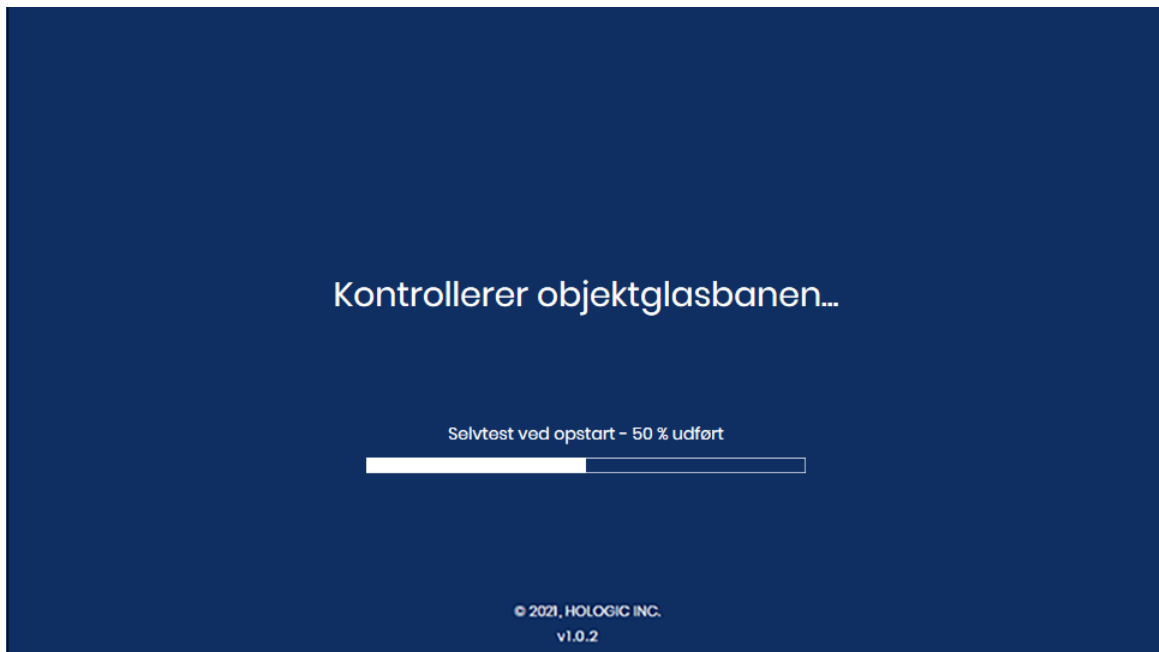 Kontrollerer objektglasbanen...
Selvtest ved opstart - 50 % udført
© 2021, HOLOGIC INC.
v1.0.2